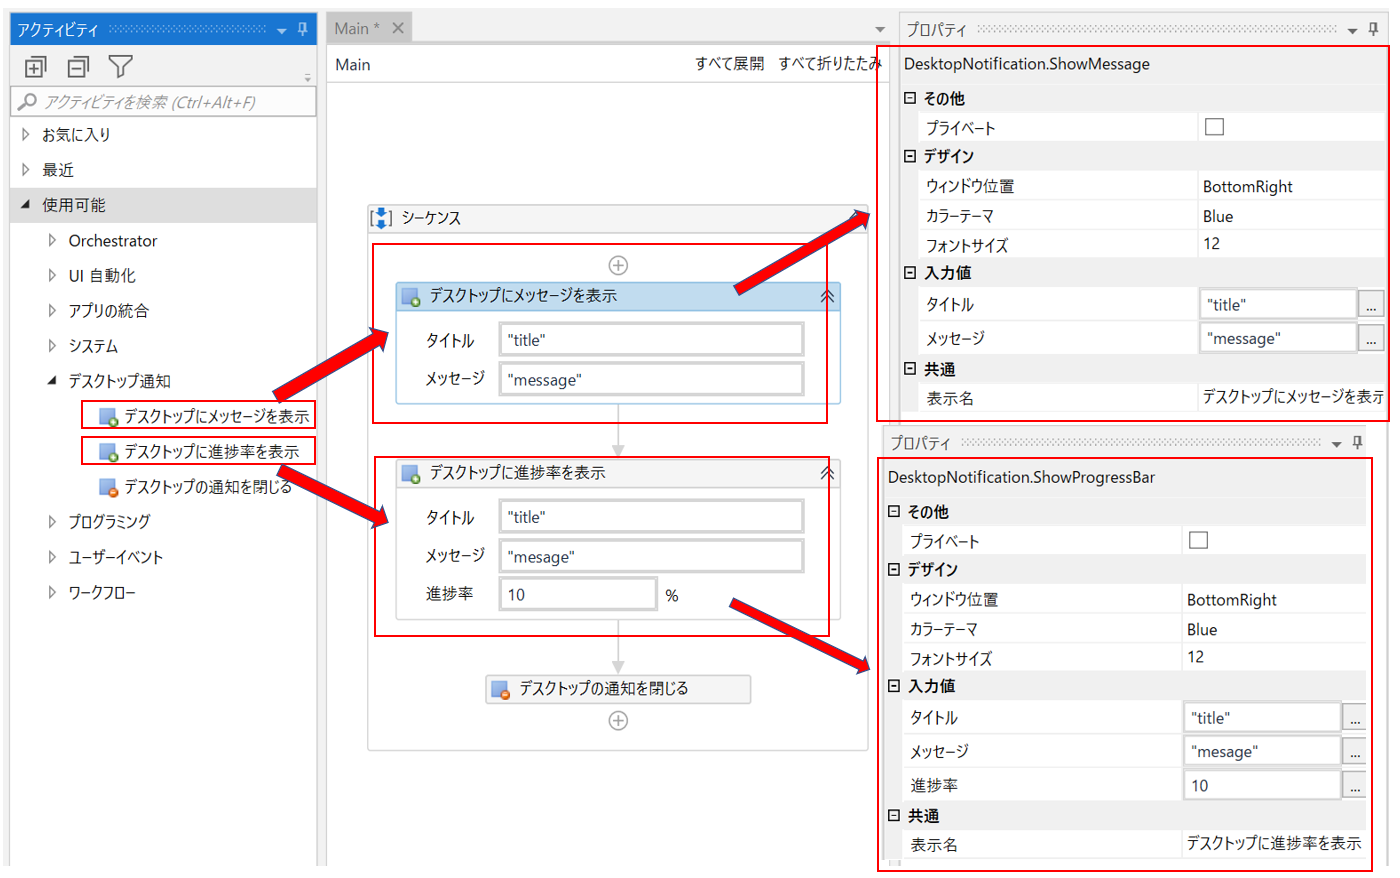 アクティビティ
アクティビティを検索 (Ctrl+Alt+F)
お気に入り
最近
使用可能
Orchestrator
UI 自動化
アプリの統合
システム
デスクトップ通知
デスクトップにメッセージを表示
デスクトップに進捗率を表示
デスクトップの通知を閉じる
プログラミング
ユーザーイベント
ワークフロー
Main *
Main
すべて展開 すべて折りたたみ
シーケンス
デスクトップにメッセージを表示
タイトル "title"
メッセージ "message"
デスクトップに進捗率を表示
タイトル "title"
メッセージ "mesage"
進捗率 10 %
デスクトップの通知を閉じる
プロパティ
DesktopNotification.ShowMessage
その他
プライベート
デザイン
ウィンドウ位置 BottomRight
カラーテーマ Blue
フォントサイズ 12
入力値
タイトル "title" ...
メッセージ "message" ...
共通
表示名 デスクトップにメッセージを表示
プロパティ
DesktopNotification.ShowProgressBar
その他
プライベート
デザイン
ウィンドウ位置 BottomRight
カラーテーマ Blue
フォントサイズ 12
入力値
タイトル "title" ...
メッセージ "mesage" ...
進捗率 10 ...
共通
表示名 デスクトップに進捗率を表示